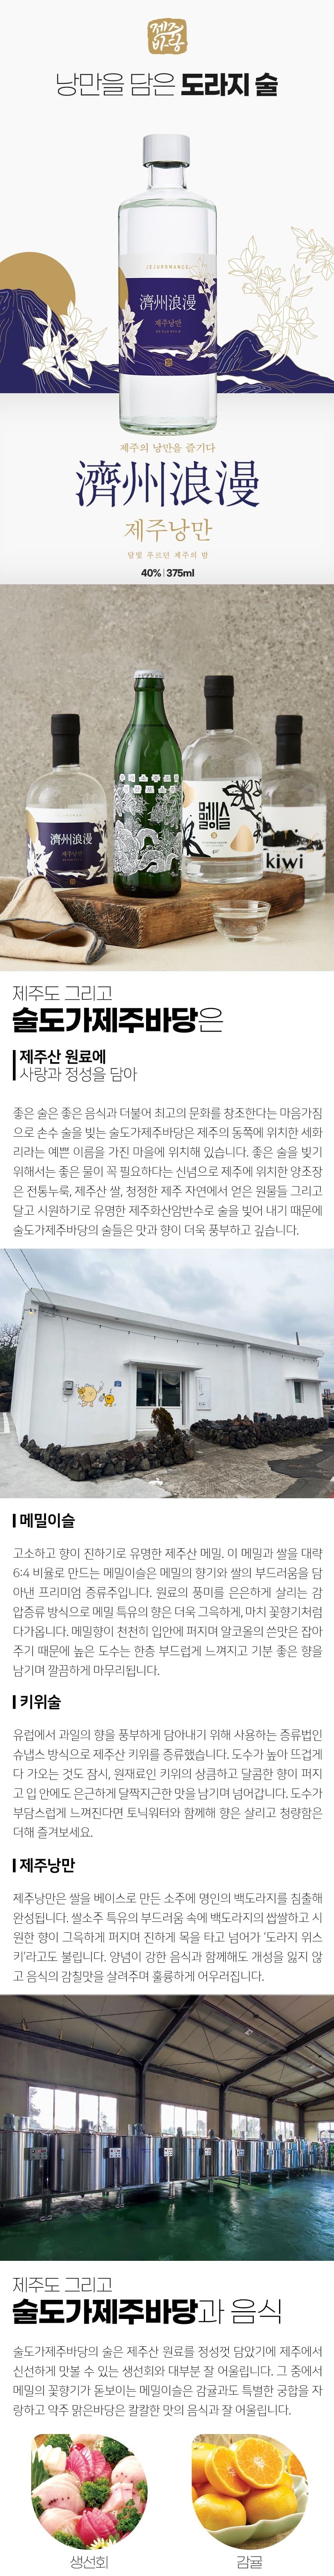 제주
바당
낭만을 담은 도라지 술
JEJUROMANCE
濟州浪漫
제주낭만
제주의 낭만을 즐기다
濟州浪漫
제주낭만
달빛 푸르던 제주의 밤
40% | 375ml
濟州浪漫
제주낭만
메밀이슬
kiwi
제주도 그리고
술도가제주바당은
제주산 원료에
사랑과 정성을 담아
좋은 술은 좋은 음식과 더불어 최고의 문화를 창조한다는 마음가짐
으로 손수 술을 빚는 술도가제주바당은 제주의 동쪽에 위치한 세화
리라는 예쁜 이름을 가진 마을에 위치해 있습니다. 좋은 술을 빚기
위해서는 좋은 물이 꼭 필요하다는 신념으로 제주에 위치한 양조장
은 전통누룩, 제주산 쌀, 청정한 제주 자연에서 얻은 원물들 그리고
달고 시원하기로 유명한 제주화산암반수로 술을 빚어 내기 때문에
술도가제주바당의 술들은 맛과 향이 더욱 풍부하고 깊습니다.
메밀이슬
고소하고 향이 진하기로 유명한 제주산 메밀. 이 메밀과 쌀을 대략
6:4 비율로 만드는 메밀이슬은 메밀의 향기와 쌀의 부드러움을 담
아낸 프리미엄 증류주입니다. 원료의 풍미를 은은하게 살리는 감
압증류 방식으로 메밀 특유의 향은 더욱 그윽하게, 마치 꽃향기처럼
다가옵니다. 메밀향이 천천히 입안에 퍼지며 알코올의 쓴맛은 잡아
주기 때문에 높은 도수는 한층 부드럽게 느껴지고 기분 좋은 향을
남기며 깔끔하게 마무리됩니다.
키위술
유럽에서 과일의 향을 풍부하게 담아내기 위해 사용하는 증류법인
슈냅스 방식으로 제주산 키위를 증류했습니다. 도수가 높아 뜨겁게
다 가오는 것도 잠시, 원재료인 키위의 상큼하고 달콤한 향이 퍼지
고 입 안에도 은근하게 달짝지근한 맛을 남기며 넘어갑니다. 도수가
부담스럽게 느껴진다면 토닉워터와 함께해 향은 살리고 청량함은
더해 즐겨보세요.
제주낭만
제주낭만은 쌀을 베이스로 만든 소주에 명인의 백도라지를 침출해
완성됩니다. 쌀소주 특유의 부드러움 속에 백도라지의 쌉쌀하고 시
원한 향이 그윽하게 퍼지며 진하게 목을 타고 넘어가 '도라지 위스
키'라고도 불립니다. 양념이 강한 음식과 함께해도 개성을 잃지 않
고 음식의 감칠맛을 살려주며 훌륭하게 어우러집니다.
제주도 그리고
술도가제주바당과 음식
술도가제주바당의 술은 제주산 원료를 정성껏 담았기에 제주에서
신선하게 맛볼 수 있는 생선회와 대부분 잘 어울립니다. 그 중에서
메밀의 꽃향기가 돋보이는 메밀이슬은 감귤과도 특별한 궁합을 자
랑하고 약주 맑은바당은 칼칼한 맛의 음식과 잘 어울립니다.
생선회
감귤